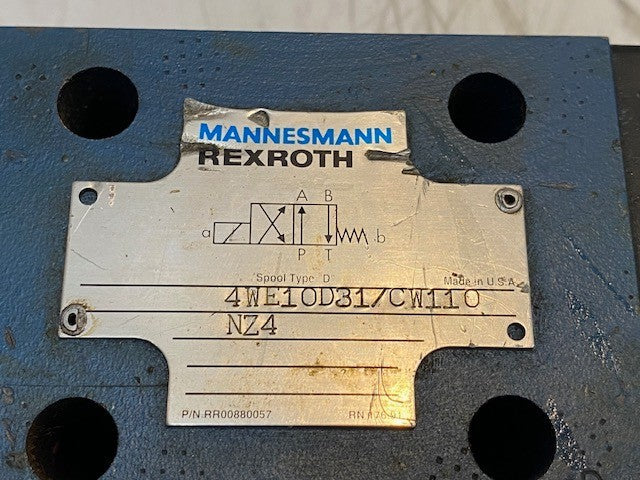 MANNESMANN
REXROTH
A B
a b
P T
Spool Type D Made in U.S.A.
4WE10D31/CW110
NZ4
P/N RR00880057